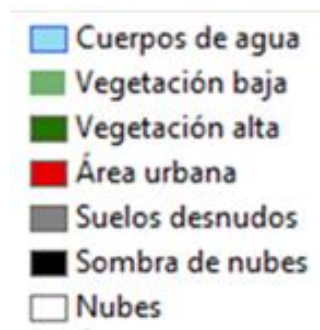 Cuerpos de agua
Vegetación baja
Vegetación alta
Área urbana
Suelos desnudos
Sombra de nubes
Nubes